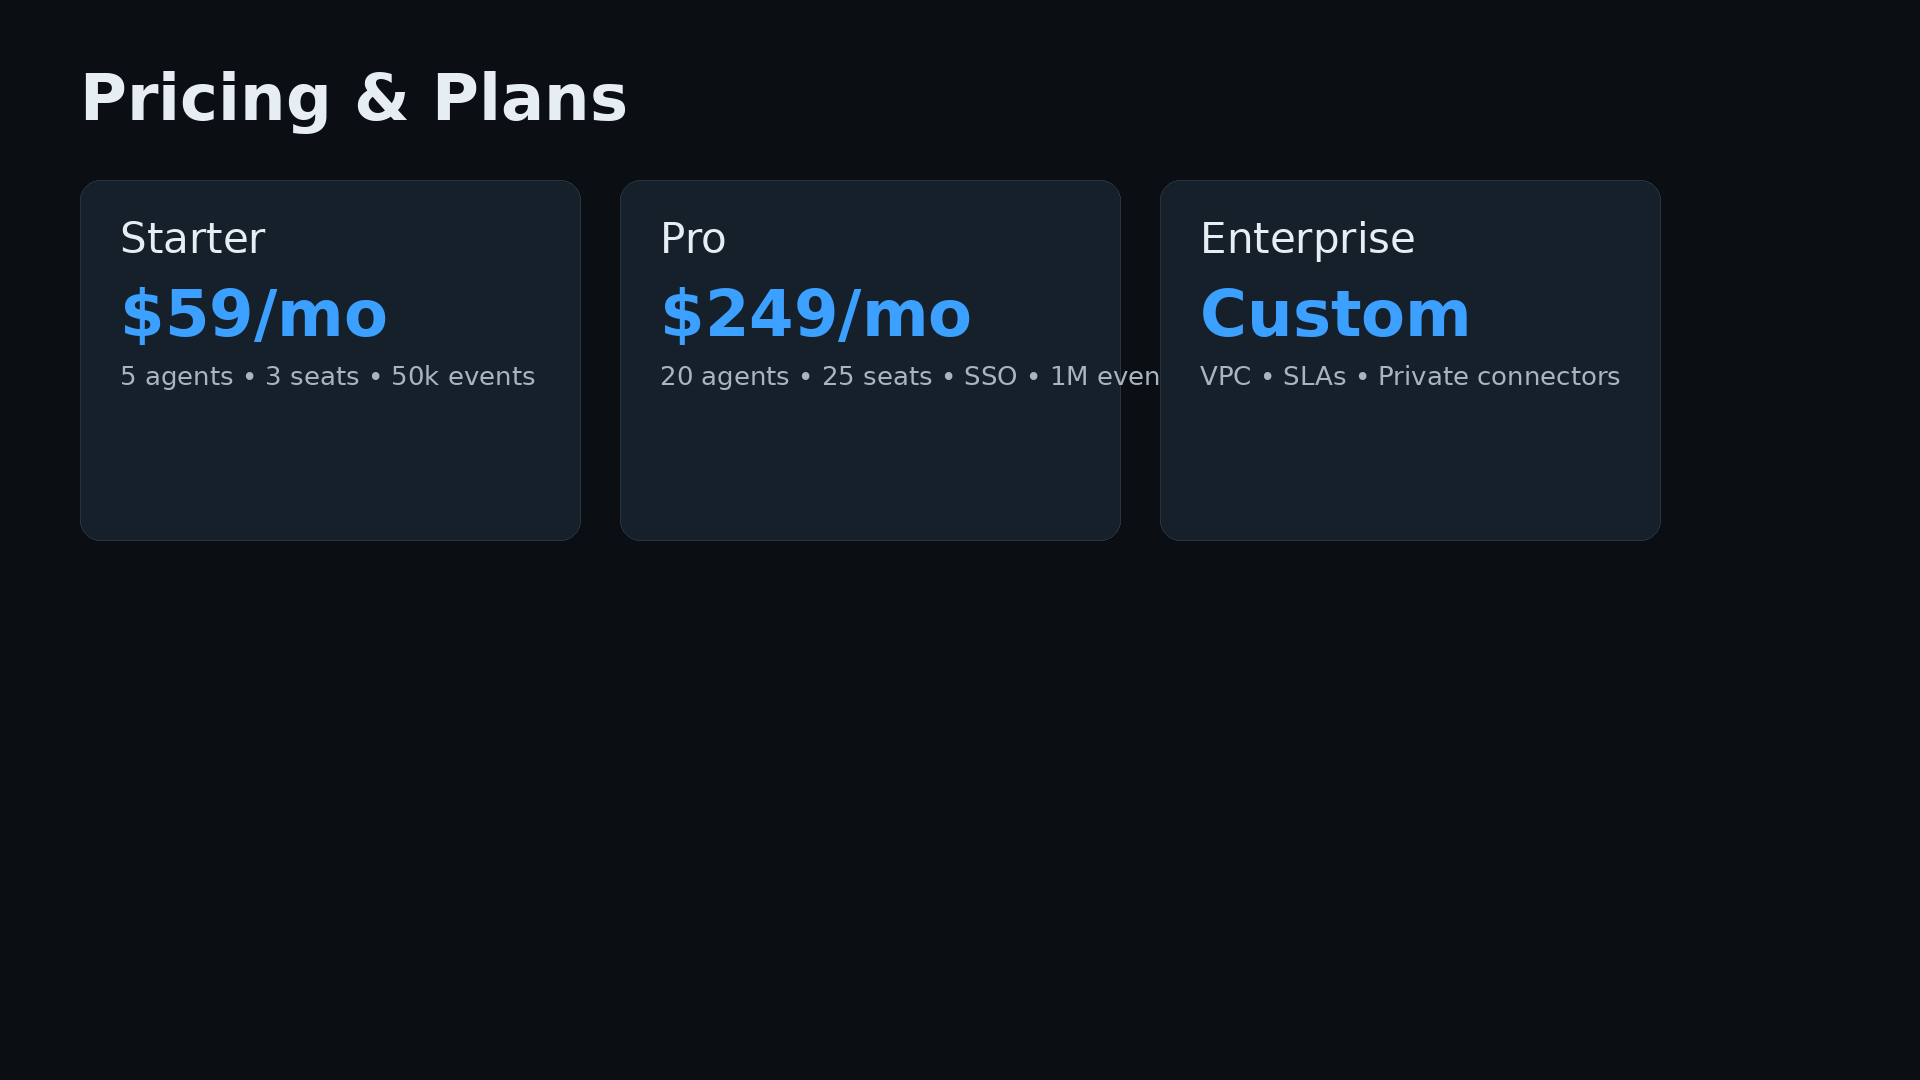 Pricing & Plans
Starter
$59/mo
5 agents • 3 seats • 50k events
Pro
$249/mo
20 agents • 25 seats • SSO • 1M even
Enterprise
Custom
VPC • SLAs • Private connectors